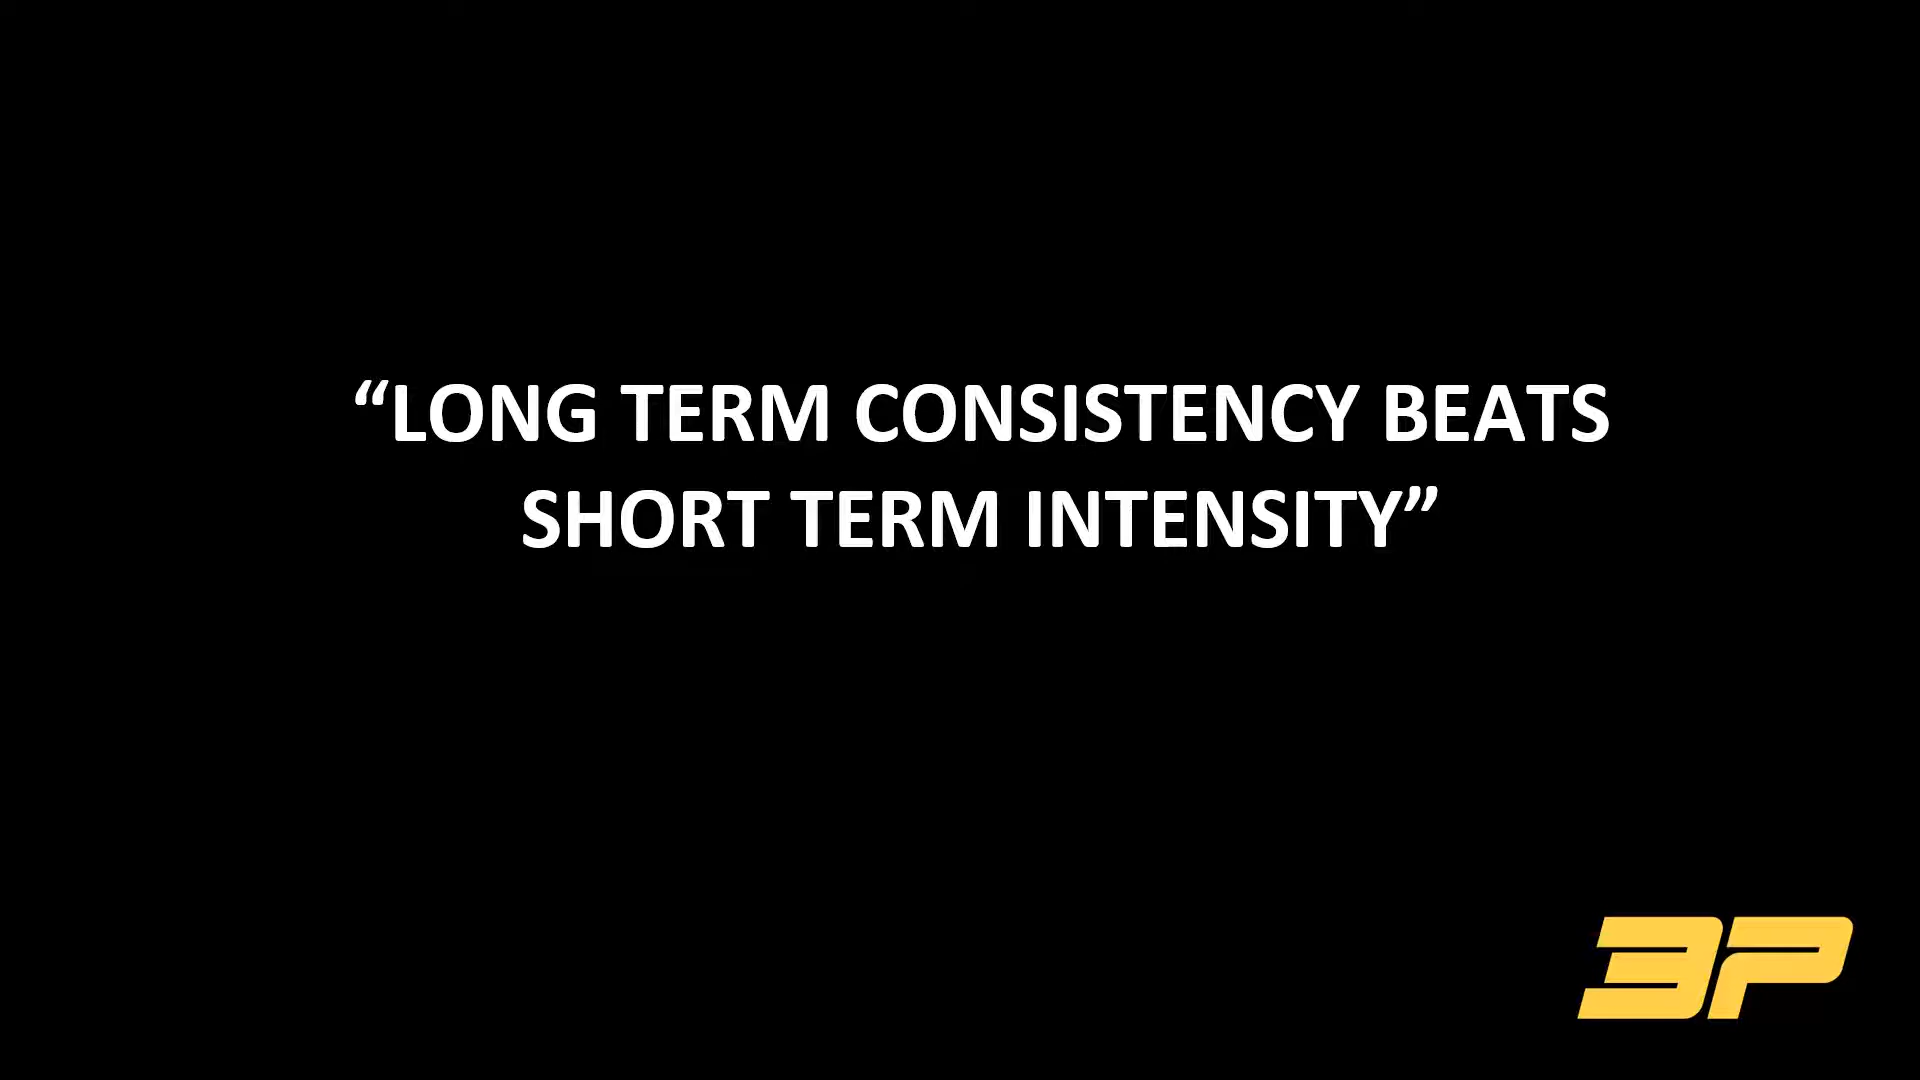 “LONG TERM CONSISTENCY BEATS
SHORT TERM INTENSITY”
3P